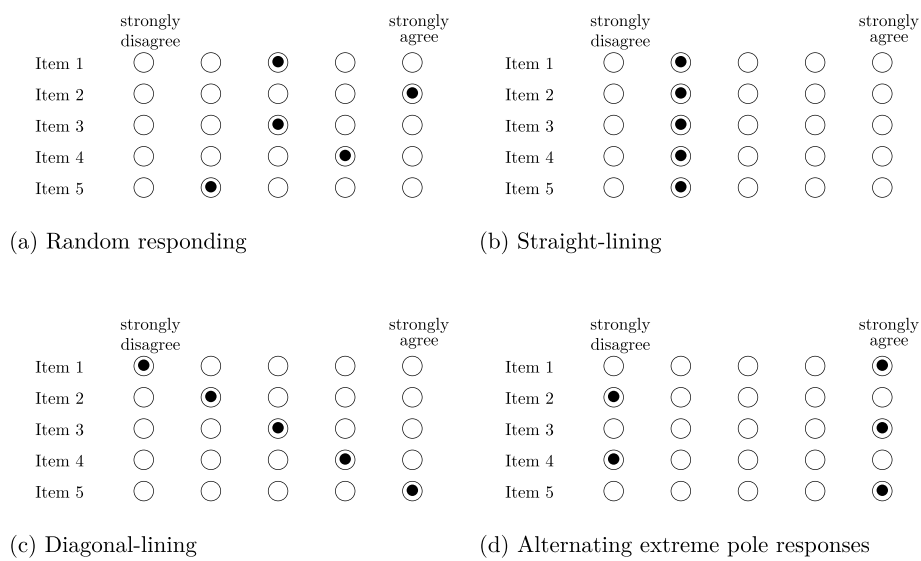 strongly
disagree
strongly
agree
Item 1
Item 2
Item 3
Item 4
Item 5
(a) Random responding
strongly
disagree
strongly
agree
Item 1
Item 2
Item 3
Item 4
Item 5
(b) Straight-lining
strongly
disagree
strongly
agree
Item 1
Item 2
Item 3
Item 4
Item 5
(c) Diagonal-lining
strongly
disagree
strongly
agree
Item 1
Item 2
Item 3
Item 4
Item 5
(d) Alternating extreme pole responses